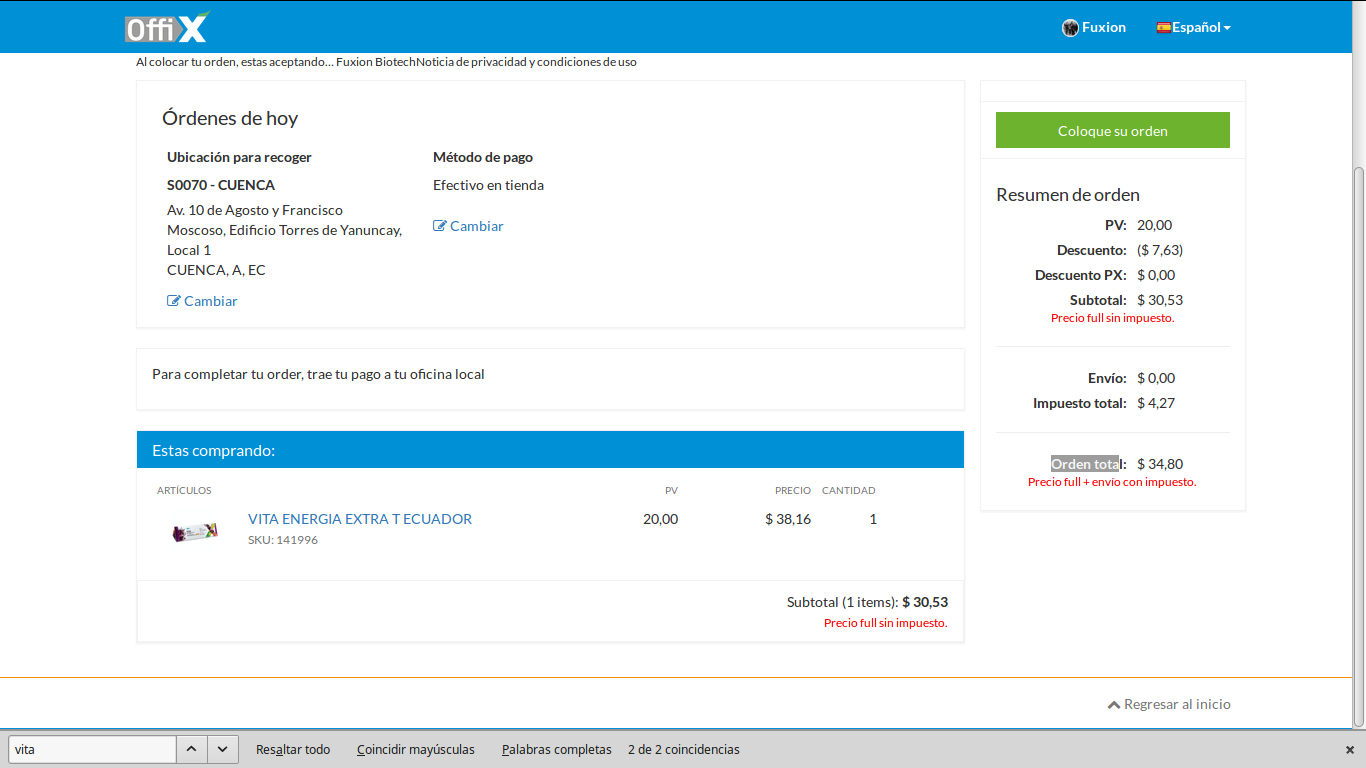 Offi X
Fuxion
Español
Al colocar tu orden, estas aceptando... Fuxion BiotechNoticia de privacidad y condiciones de uso
Órdenes de hoy
Ubicación para recoger
S0070 - CUENCA
Av. 10 de Agosto y Francisco
Moscoso, Edificio Torres de Yanuncay,
Local 1
CUENCA, A, EC
Cambiar
Método de pago
Efectivo en tienda
Cambiar
Para completar tu order, trae tu pago a tu oficina local
Estas comprando:
ARTÍCULOS PV PRECIO CANTIDAD
VITA ENERGIA EXTRA T ECUADOR 20,00 $ 38,16 1
SKU: 141996
Subtotal (1 items): $ 30,53
Precio full sin impuesto.
Coloque su orden
Resumen de orden
PV: 20,00
Descuento: ($ 7,63)
Descuento PX: $ 0,00
Subtotal: $ 30,53
Precio full sin impuesto.
Envío: $ 0,00
Impuesto total: $ 4,27
Orden total: $ 34,80
Precio full + envío con impuesto.
Regresar al inicio
vita Resaltar todo Coincidir mayúsculas Palabras completas 2 de 2 coincidencias